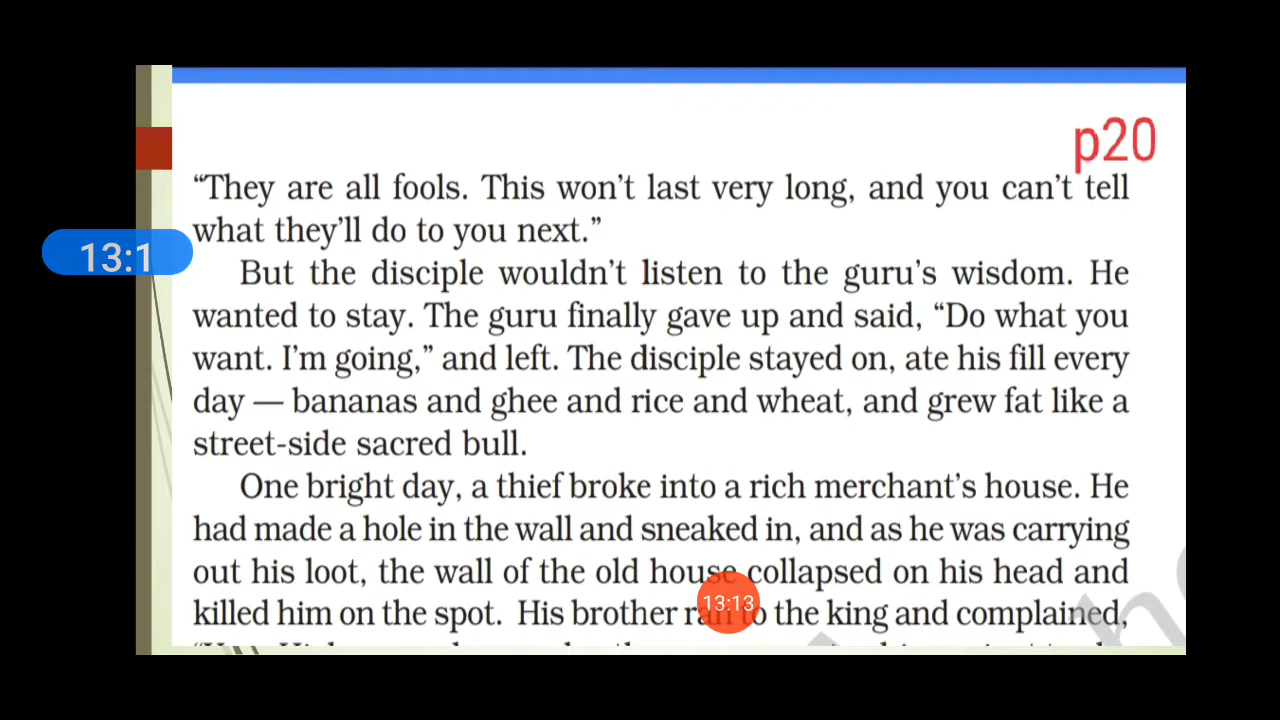 p20
“They are all fools. This won’t last very long, and you can’t tell
what they’ll do to you next.”
13:1
But the disciple wouldn’t listen to the guru’s wisdom. He
wanted to stay. The guru finally gave up and said, “Do what you
want. I’m going,” and left. The disciple stayed on, ate his fill every
day — bananas and ghee and rice and wheat, and grew fat like a
street-side sacred bull.
One bright day, a thief broke into a rich merchant’s house. He
had made a hole in the wall and sneaked in, and as he was carrying
out his loot, the wall of the old house collapsed on his head and
13:13
killed him on the spot. His brother ran to the king and complained,